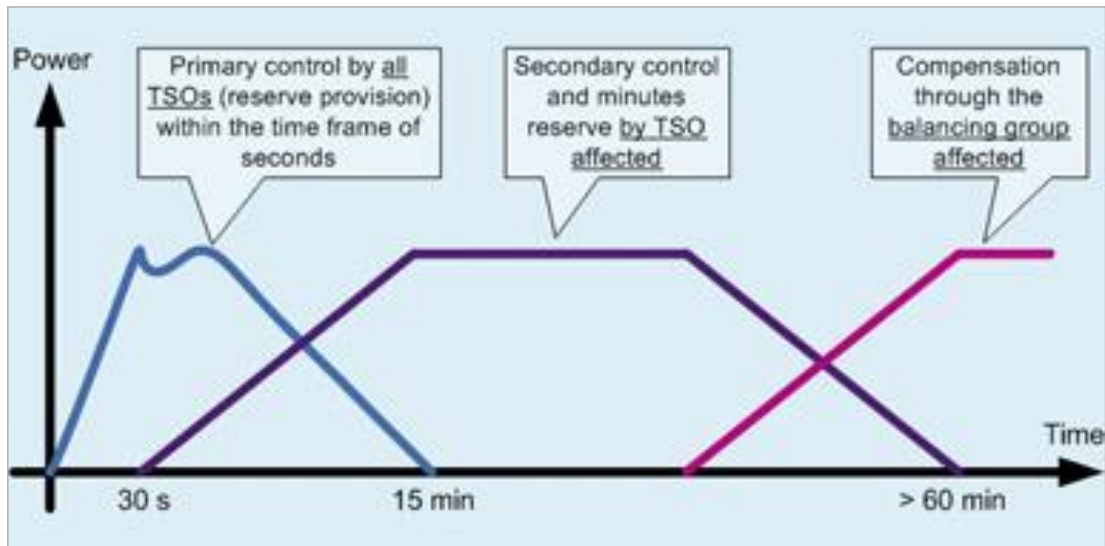 Power
Primary control by all
TSOs (reserve provision)
within the time frame of
seconds
Secondary control
and minutes
reserve by TSO
affected
Compensation
through the
balancing group
affected
Time
30 s
15 min
> 60 min